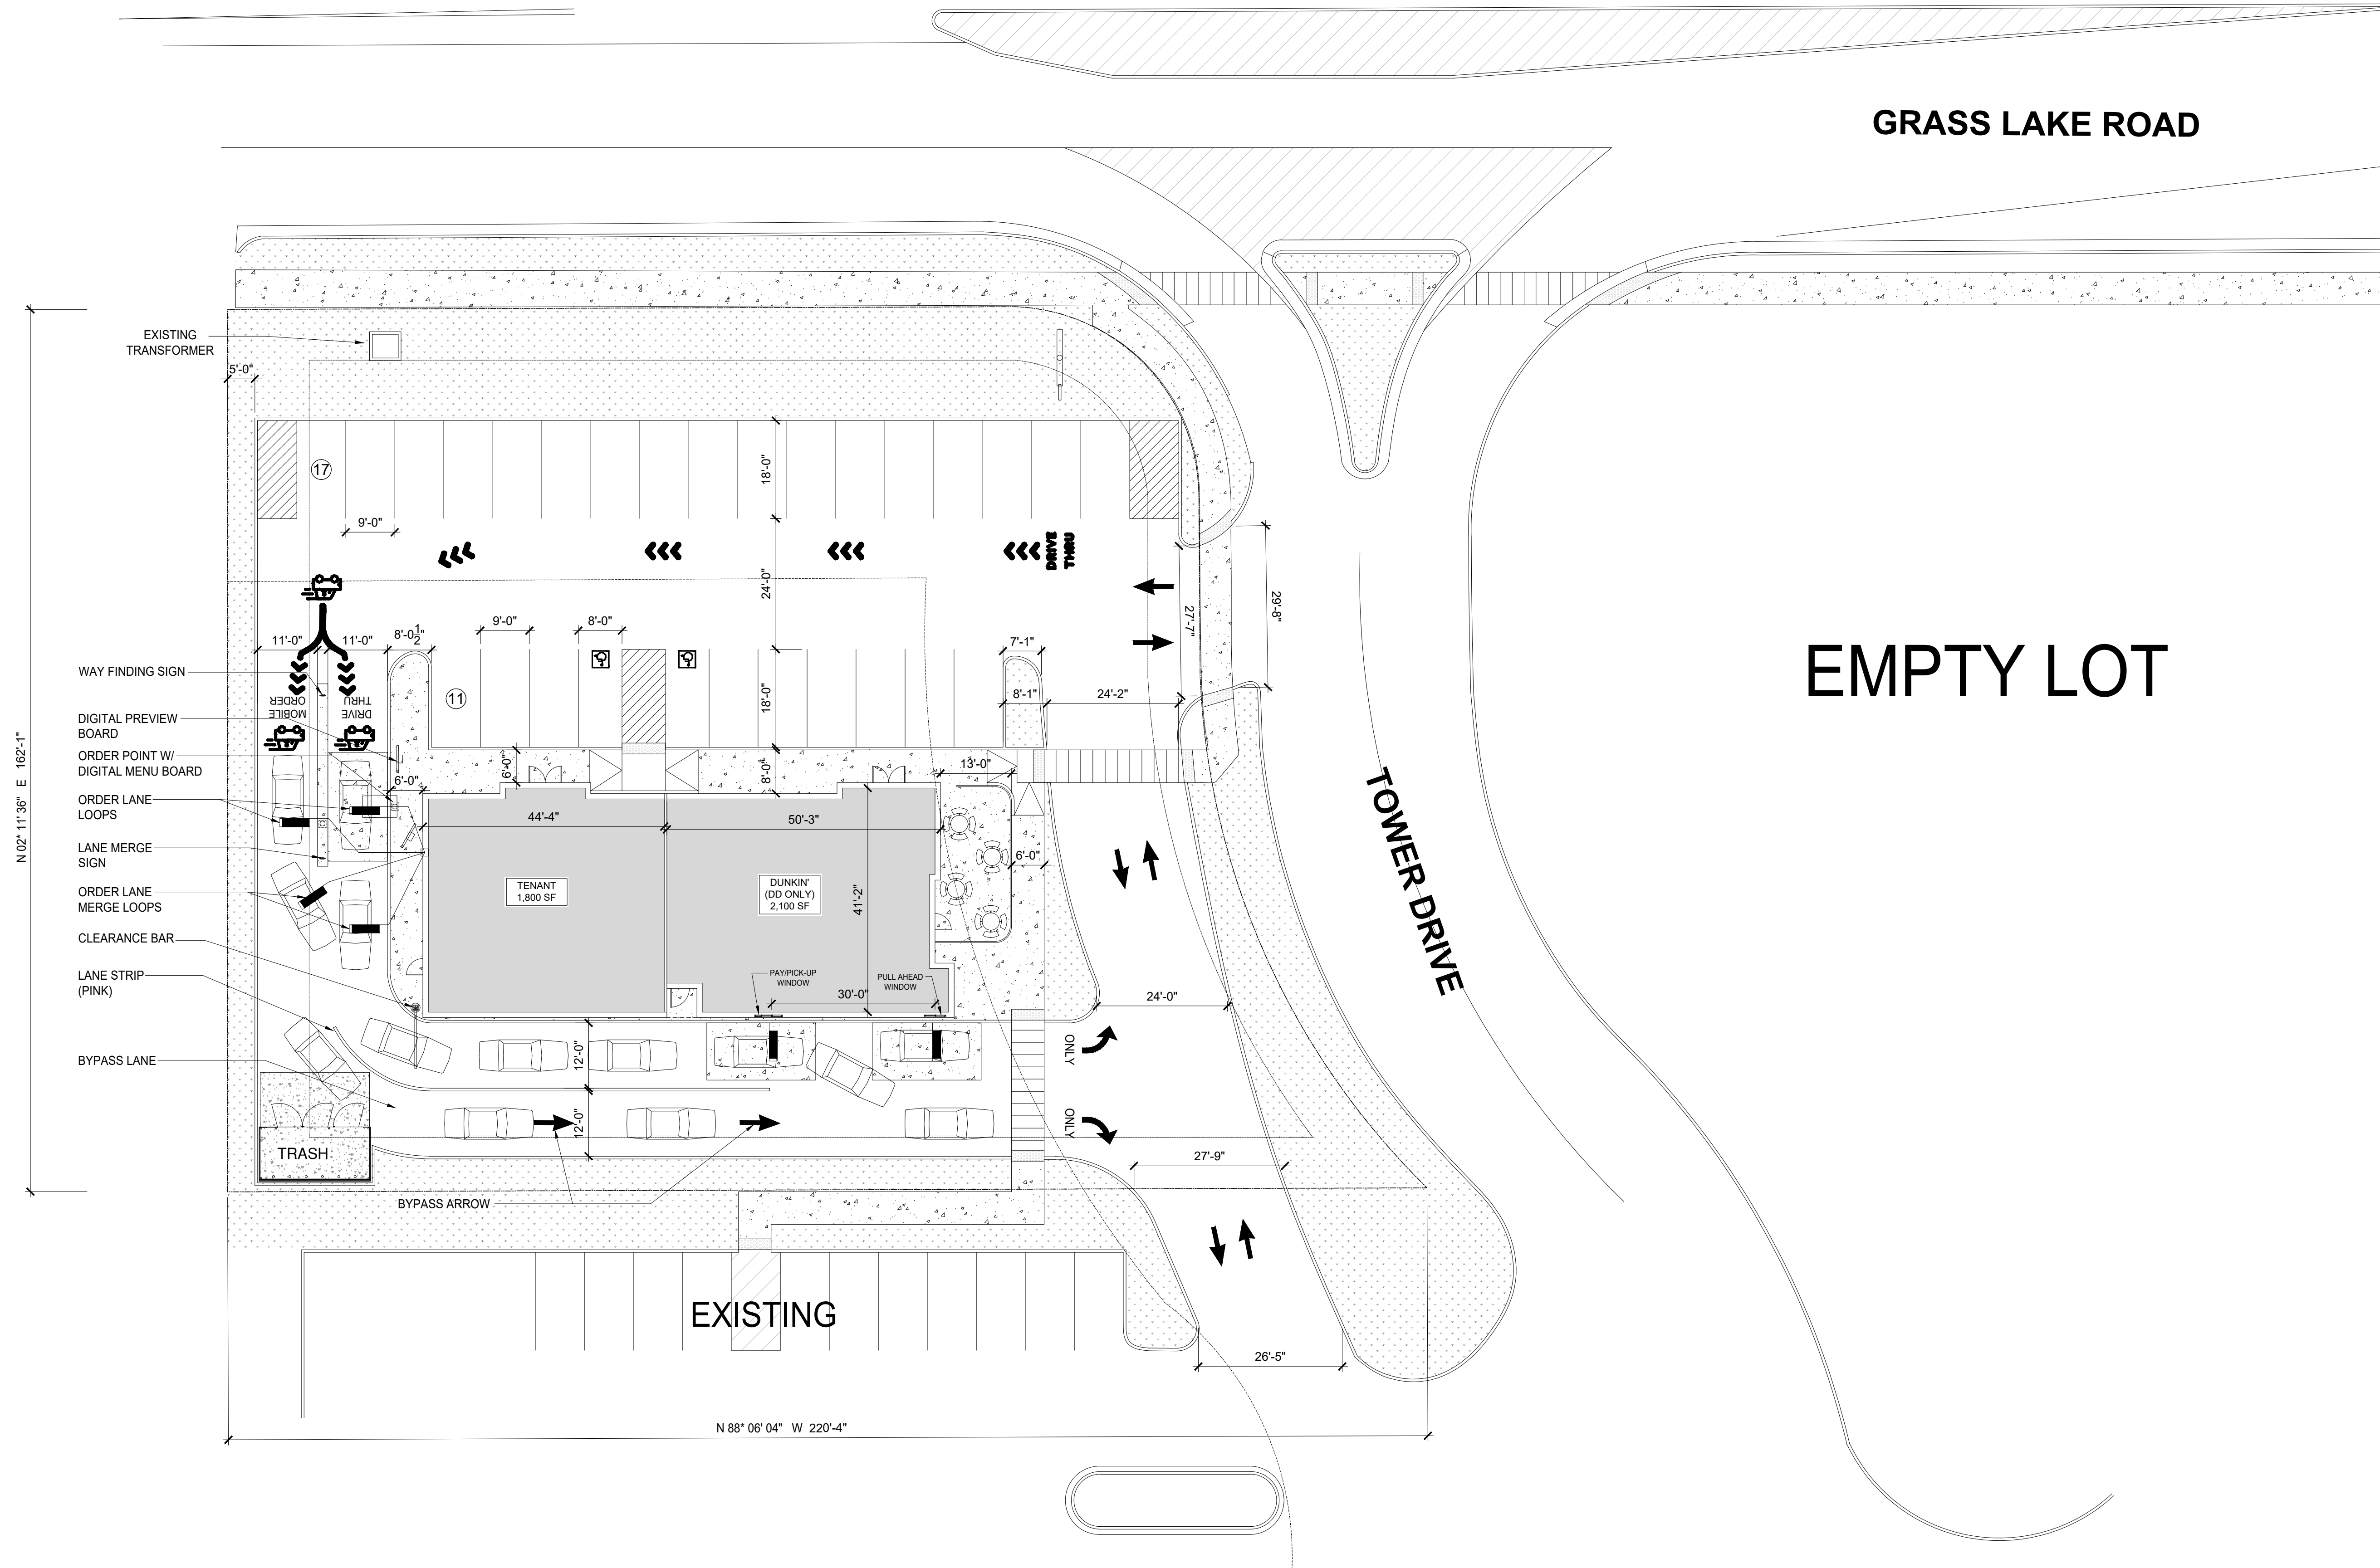 GRASS LAKE ROAD
EXISTING
TRANSFORMER
5'-0"
17
18'-0"
9'-0"
DRIVE
THRU
24'-0"
27'-7"
29'-8"
9'-0"
8'-0"
11'-0"
11'-0"
8'-0 1/2"
7'-1"
WAY FINDING SIGN
MOBILE
ORDER
DRIVE
THRU
11
18'-0"
8'-1"
24'-2"
EMPTY LOT
DIGITAL PREVIEW
BOARD
N 02° 11' 36" E 162'-1"
ORDER POINT W/
DIGITAL MENU BOARD
6'-0"
6'-0"
8'-0"
13'-0"
ORDER LANE
LOOPS
44'-4"
50'-3"
LANE MERGE
SIGN
6'-0"
TOWER DRIVE
ORDER LANE
MERGE LOOPS
TENANT
1,800 SF
DUNKIN'
(DD ONLY)
2,100 SF
41'-2"
CLEARANCE BAR
LANE STRIP
(PINK)
PAY/PICK-UP
WINDOW
PULL AHEAD
WINDOW
30'-0"
24'-0"
12'-0"
ONLY
BYPASS LANE
12'-0"
ONLY
TRASH
27'-9"
BYPASS ARROW
EXISTING
26'-5"
N 88° 06' 04" W 220'-4"